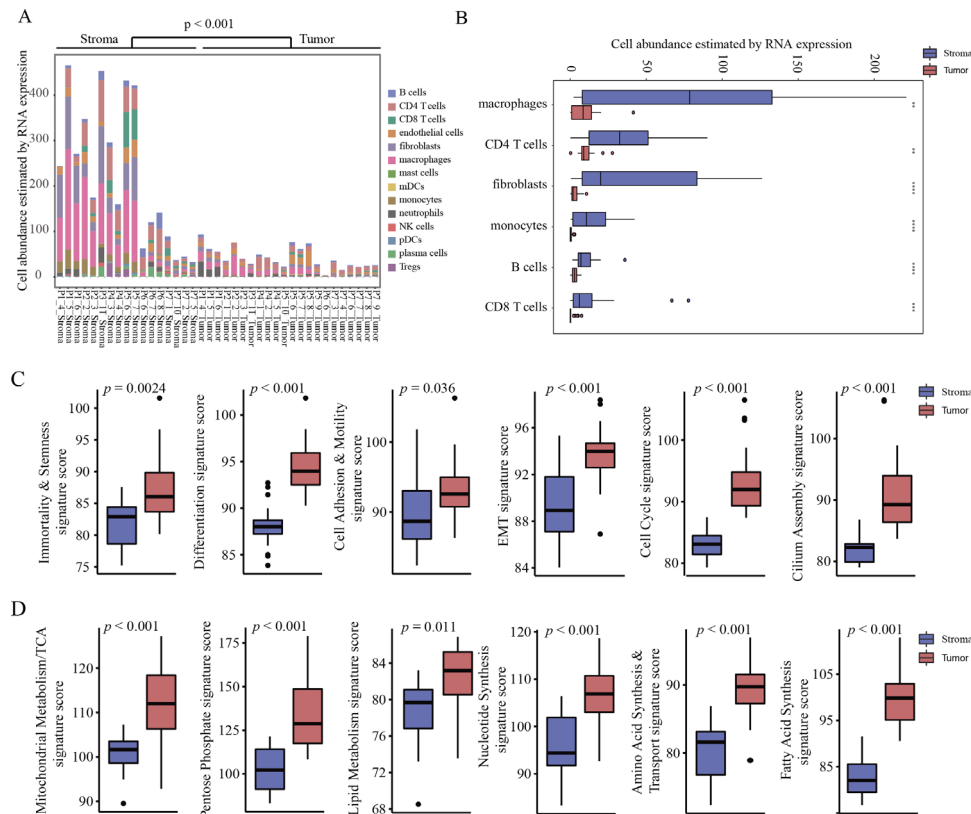 A
p < 0.001
Stroma
Tumor
Cell abundance estimated by RNA expression
400
300
200
100
0
B cells
CD4 T cells
CD8 T cells
endothelial cells
fibroblasts
macrophages
mast cells
mDCs
monocytes
neutrophils
NK cells
pDCs
plasma cells
Tregs
B
Cell abundance estimated by RNA expression
0
50
100
150
200
Stroma
Tumor
macrophages
**
CD4 T cells
**
fibroblasts
****
monocytes
****
B cells
****
CD8 T cells
***
C
Immortality & Stemness
signature score
p = 0.0024
100
95
90
85
80
75
Differentiation signature score
p < 0.001
100
95
90
85
Cell Adhesion & Motility
signature score
p = 0.036
100
90
EMT signature score
p < 0.001
96
92
88
84
Cell Cycle signature score
p < 0.001
100
90
80
Cilium Assembly signature score
p < 0.001
100
90
80
Stroma
Tumor
D
Mitochondrial Metabolism/TCA
signature score
p < 0.001
120
110
100
90
Pentose Phosphate signature score
p < 0.001
175
150
125
100
Lipid Metabolism signature score
p = 0.011
84
80
76
72
68
Nucleotide Synthesis
signature score
p < 0.001
120
110
100
90
Amino Acid Synthesis &
Transport signature score
p < 0.001
90
80
Fatty Acid Synthesis
signature score
p < 0.001
105
95
85
Stroma
Tumor